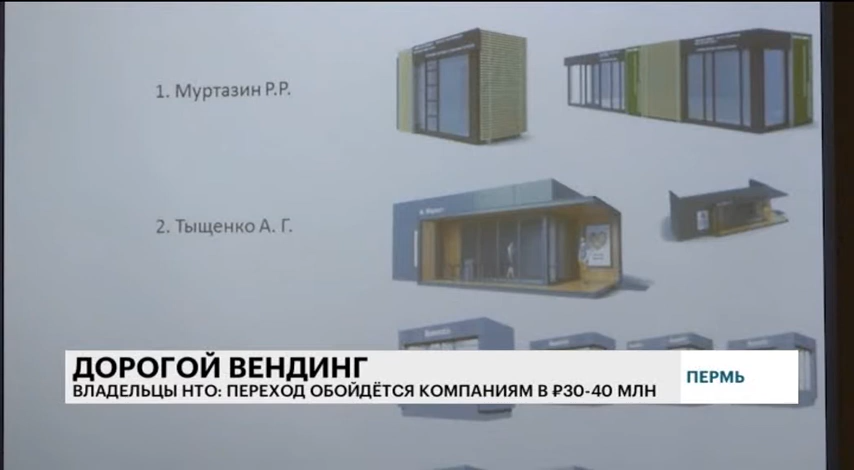 1. Муртазин Р.Р.
2. Тыщенко А. Г.
ДОРОГОЙ ВЕНДИНГ
ВЛАДЕЛЬЦЫ НТО: ПЕРЕХОД ОБОЙДЁТСЯ КОМПАНИЯМ В ₽30-40 МЛН
ПЕРМЬ